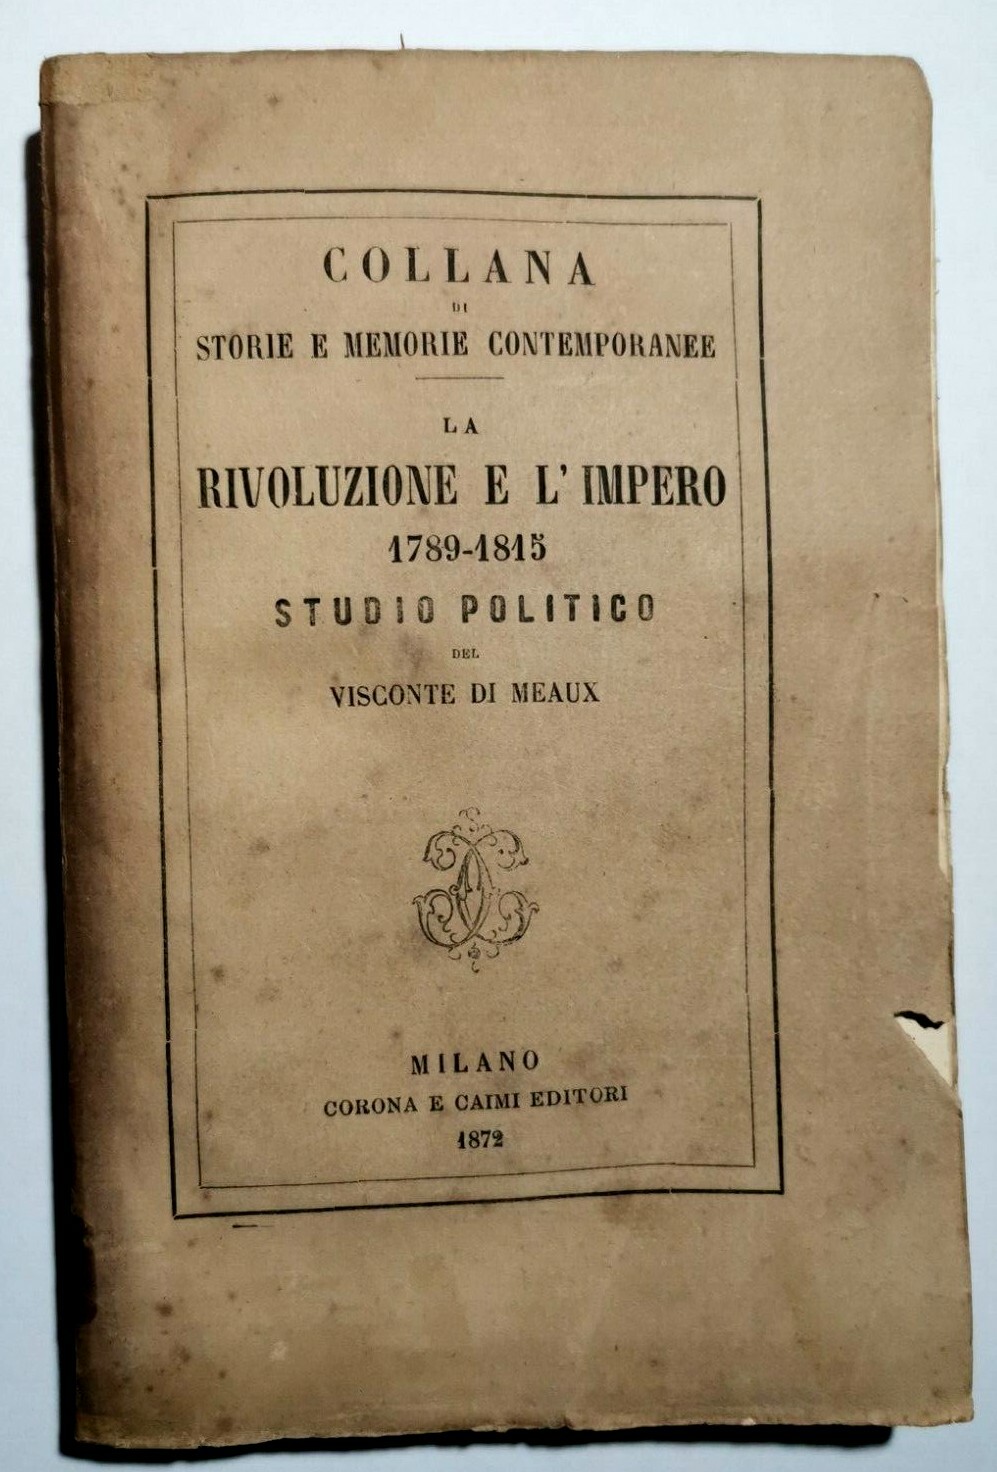 COLLANA
DI
STORIE E MEMORIE CONTEMPORANEE
LA
RIVOLUZIONE E L' IMPERO
1789-1815
STUDIO POLITICO
DEL
VISCONTE DI MEAUX
MILANO
CORONA E CAIMI EDITORI
1872